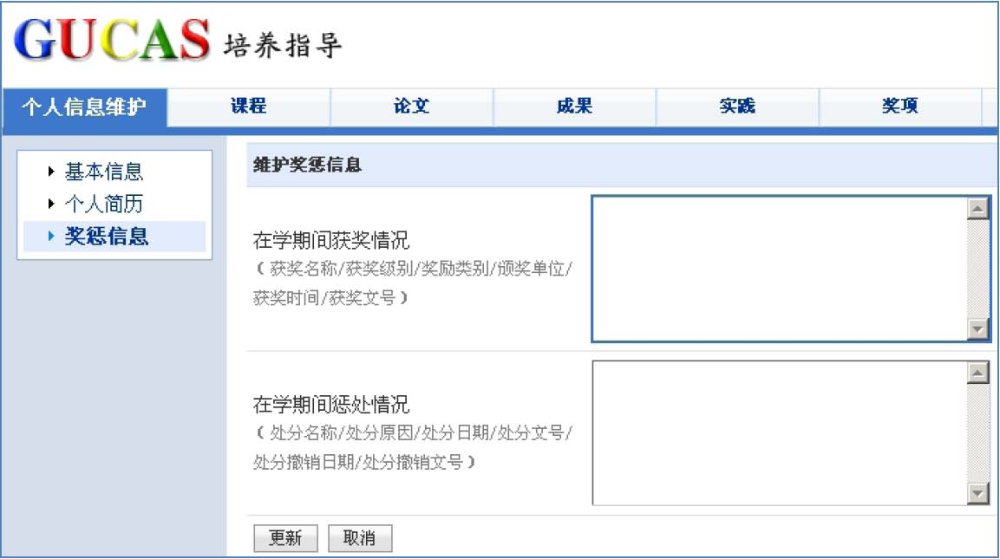 GUCAS 培养指导
个人信息维护 课程 论文 成果 实践 奖项
基本信息
个人简历
奖惩信息
维护奖惩信息
在学期间获奖情况
（获奖名称/获奖级别/奖励类别/颁奖单位/
获奖时间/获奖文号）
在学期间惩处情况
（处分名称/处分原因/处分日期/处分文号/
处分撤销日期/处分撤销文号）
更新 取消